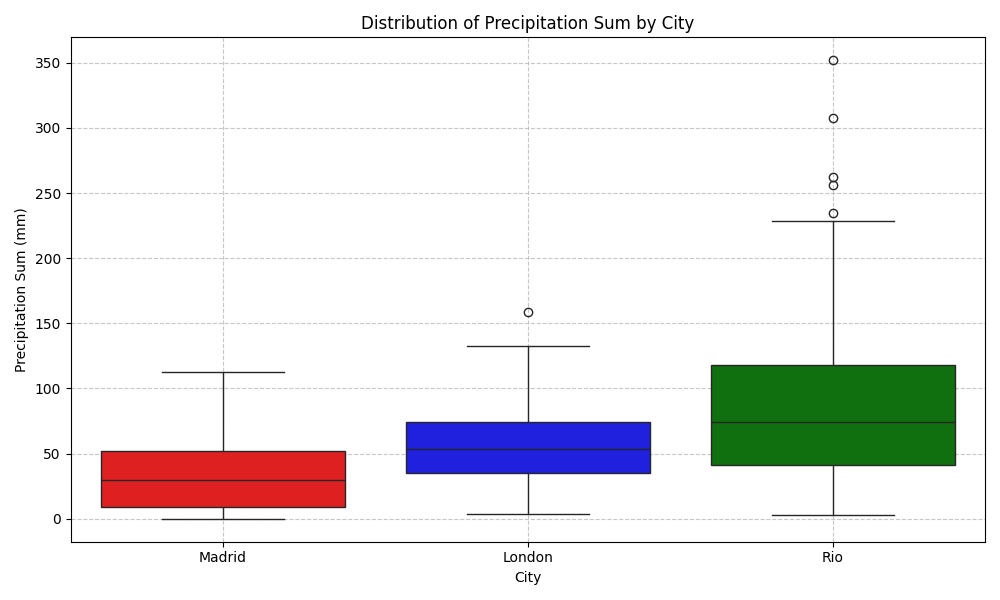 Distribution of Precipitation Sum by City
Precipitation Sum (mm)
350
300
250
200
150
100
50
0
Madrid
London
Rio
City